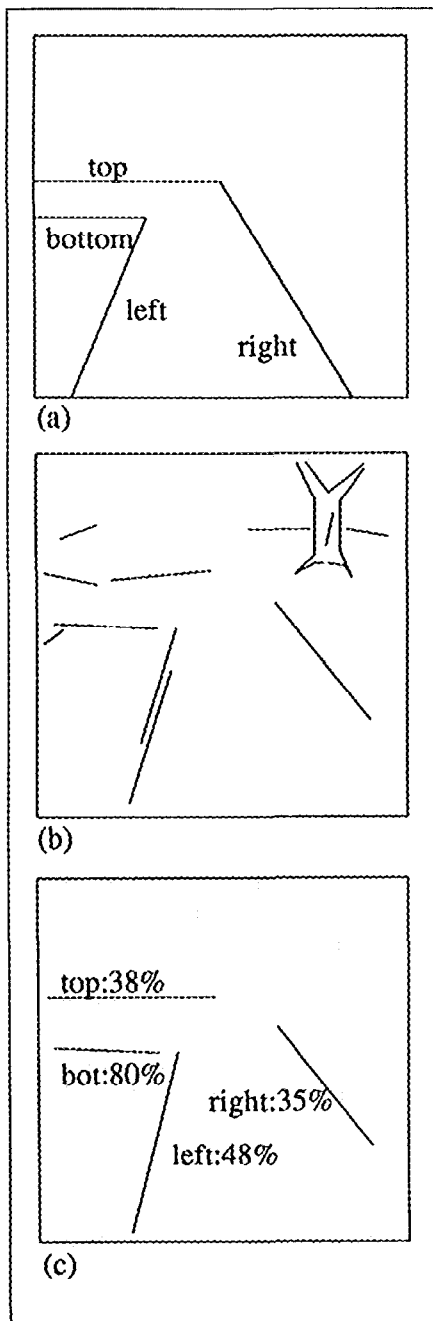 top
bottom
left
right
(a)
(b)
top:38%
bot:80%
right:35%
left:48%
(c)